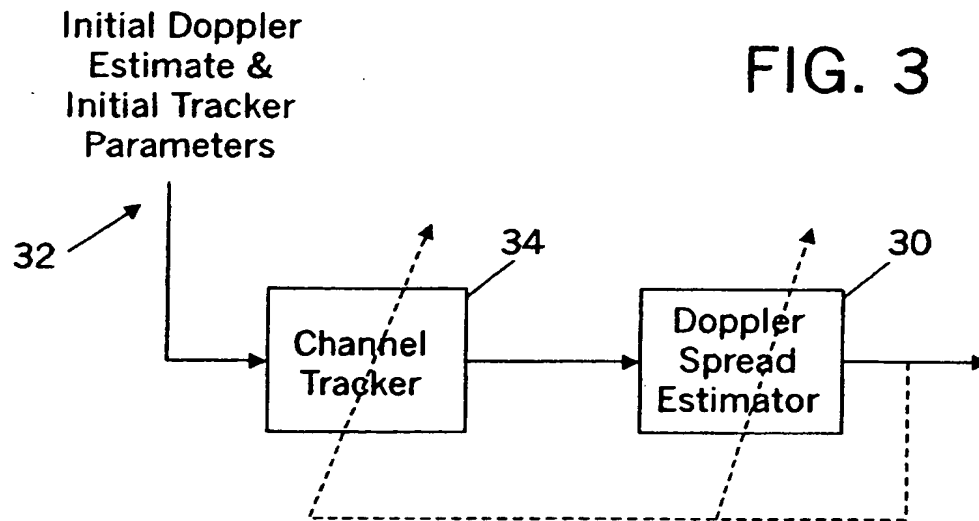 Initial Doppler
Estimate &
Initial Tracker
Parameters
FIG. 3
32
34
30
Channel
Tracker
Doppler
Spread
Estimator